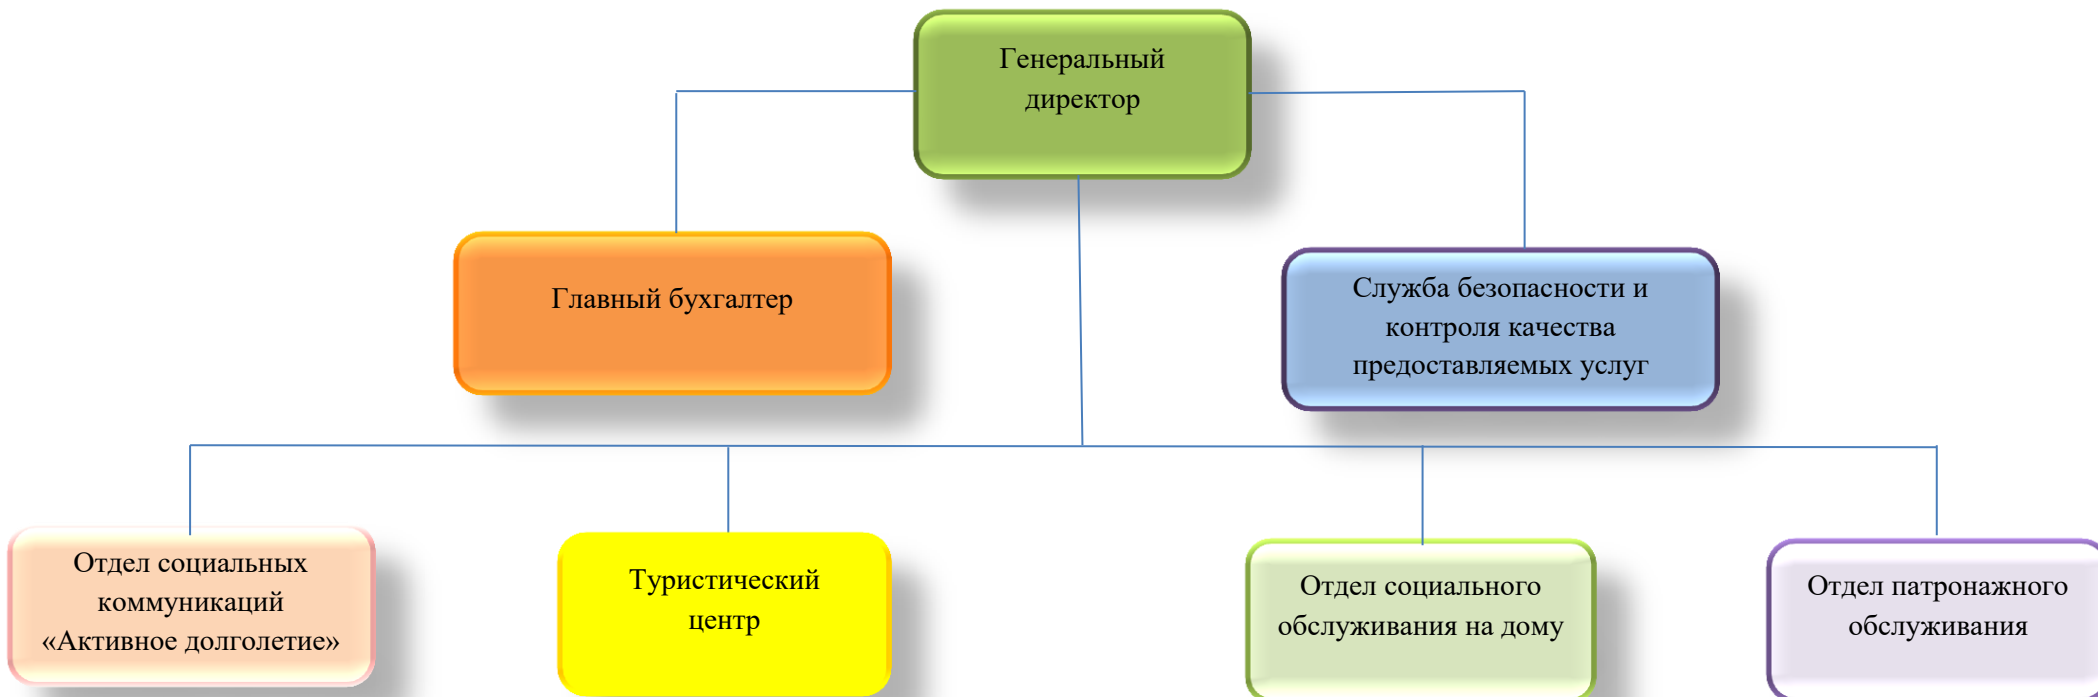 Генеральный
директор
Главный бухгалтер
Служба безопасности и
контроля качества
предоставляемых услуг
Отдел социальных
коммуникаций
«Активное долголетие»
Туристический
центр
Отдел социального
обслуживания на дому
Отдел патронажного
обслуживания